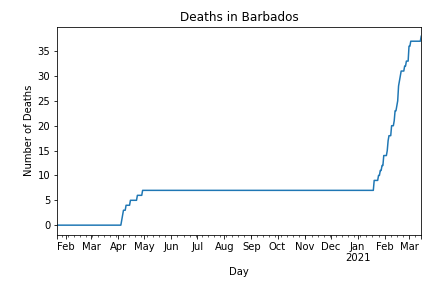 Deaths in Barbados
Number of Deaths
35
30
25
20
15
10
5
0
Feb Mar Apr May Jun Jul Aug Sep Oct Nov Dec Jan Feb Mar
2021
Day